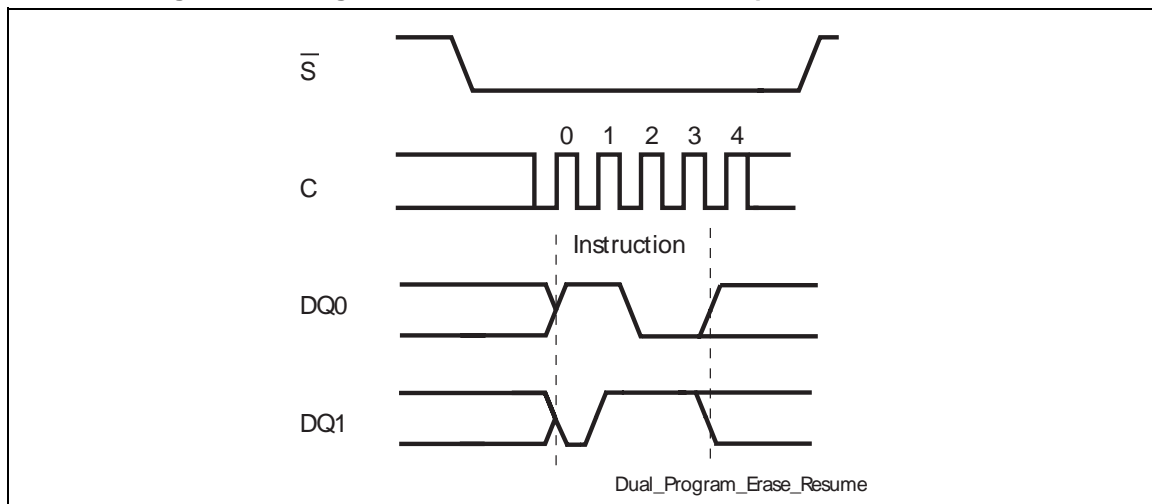 S̅
0 1 2 3 4
C
Instruction
DQ0
DQ1
Dual_Program_Erase_Resume